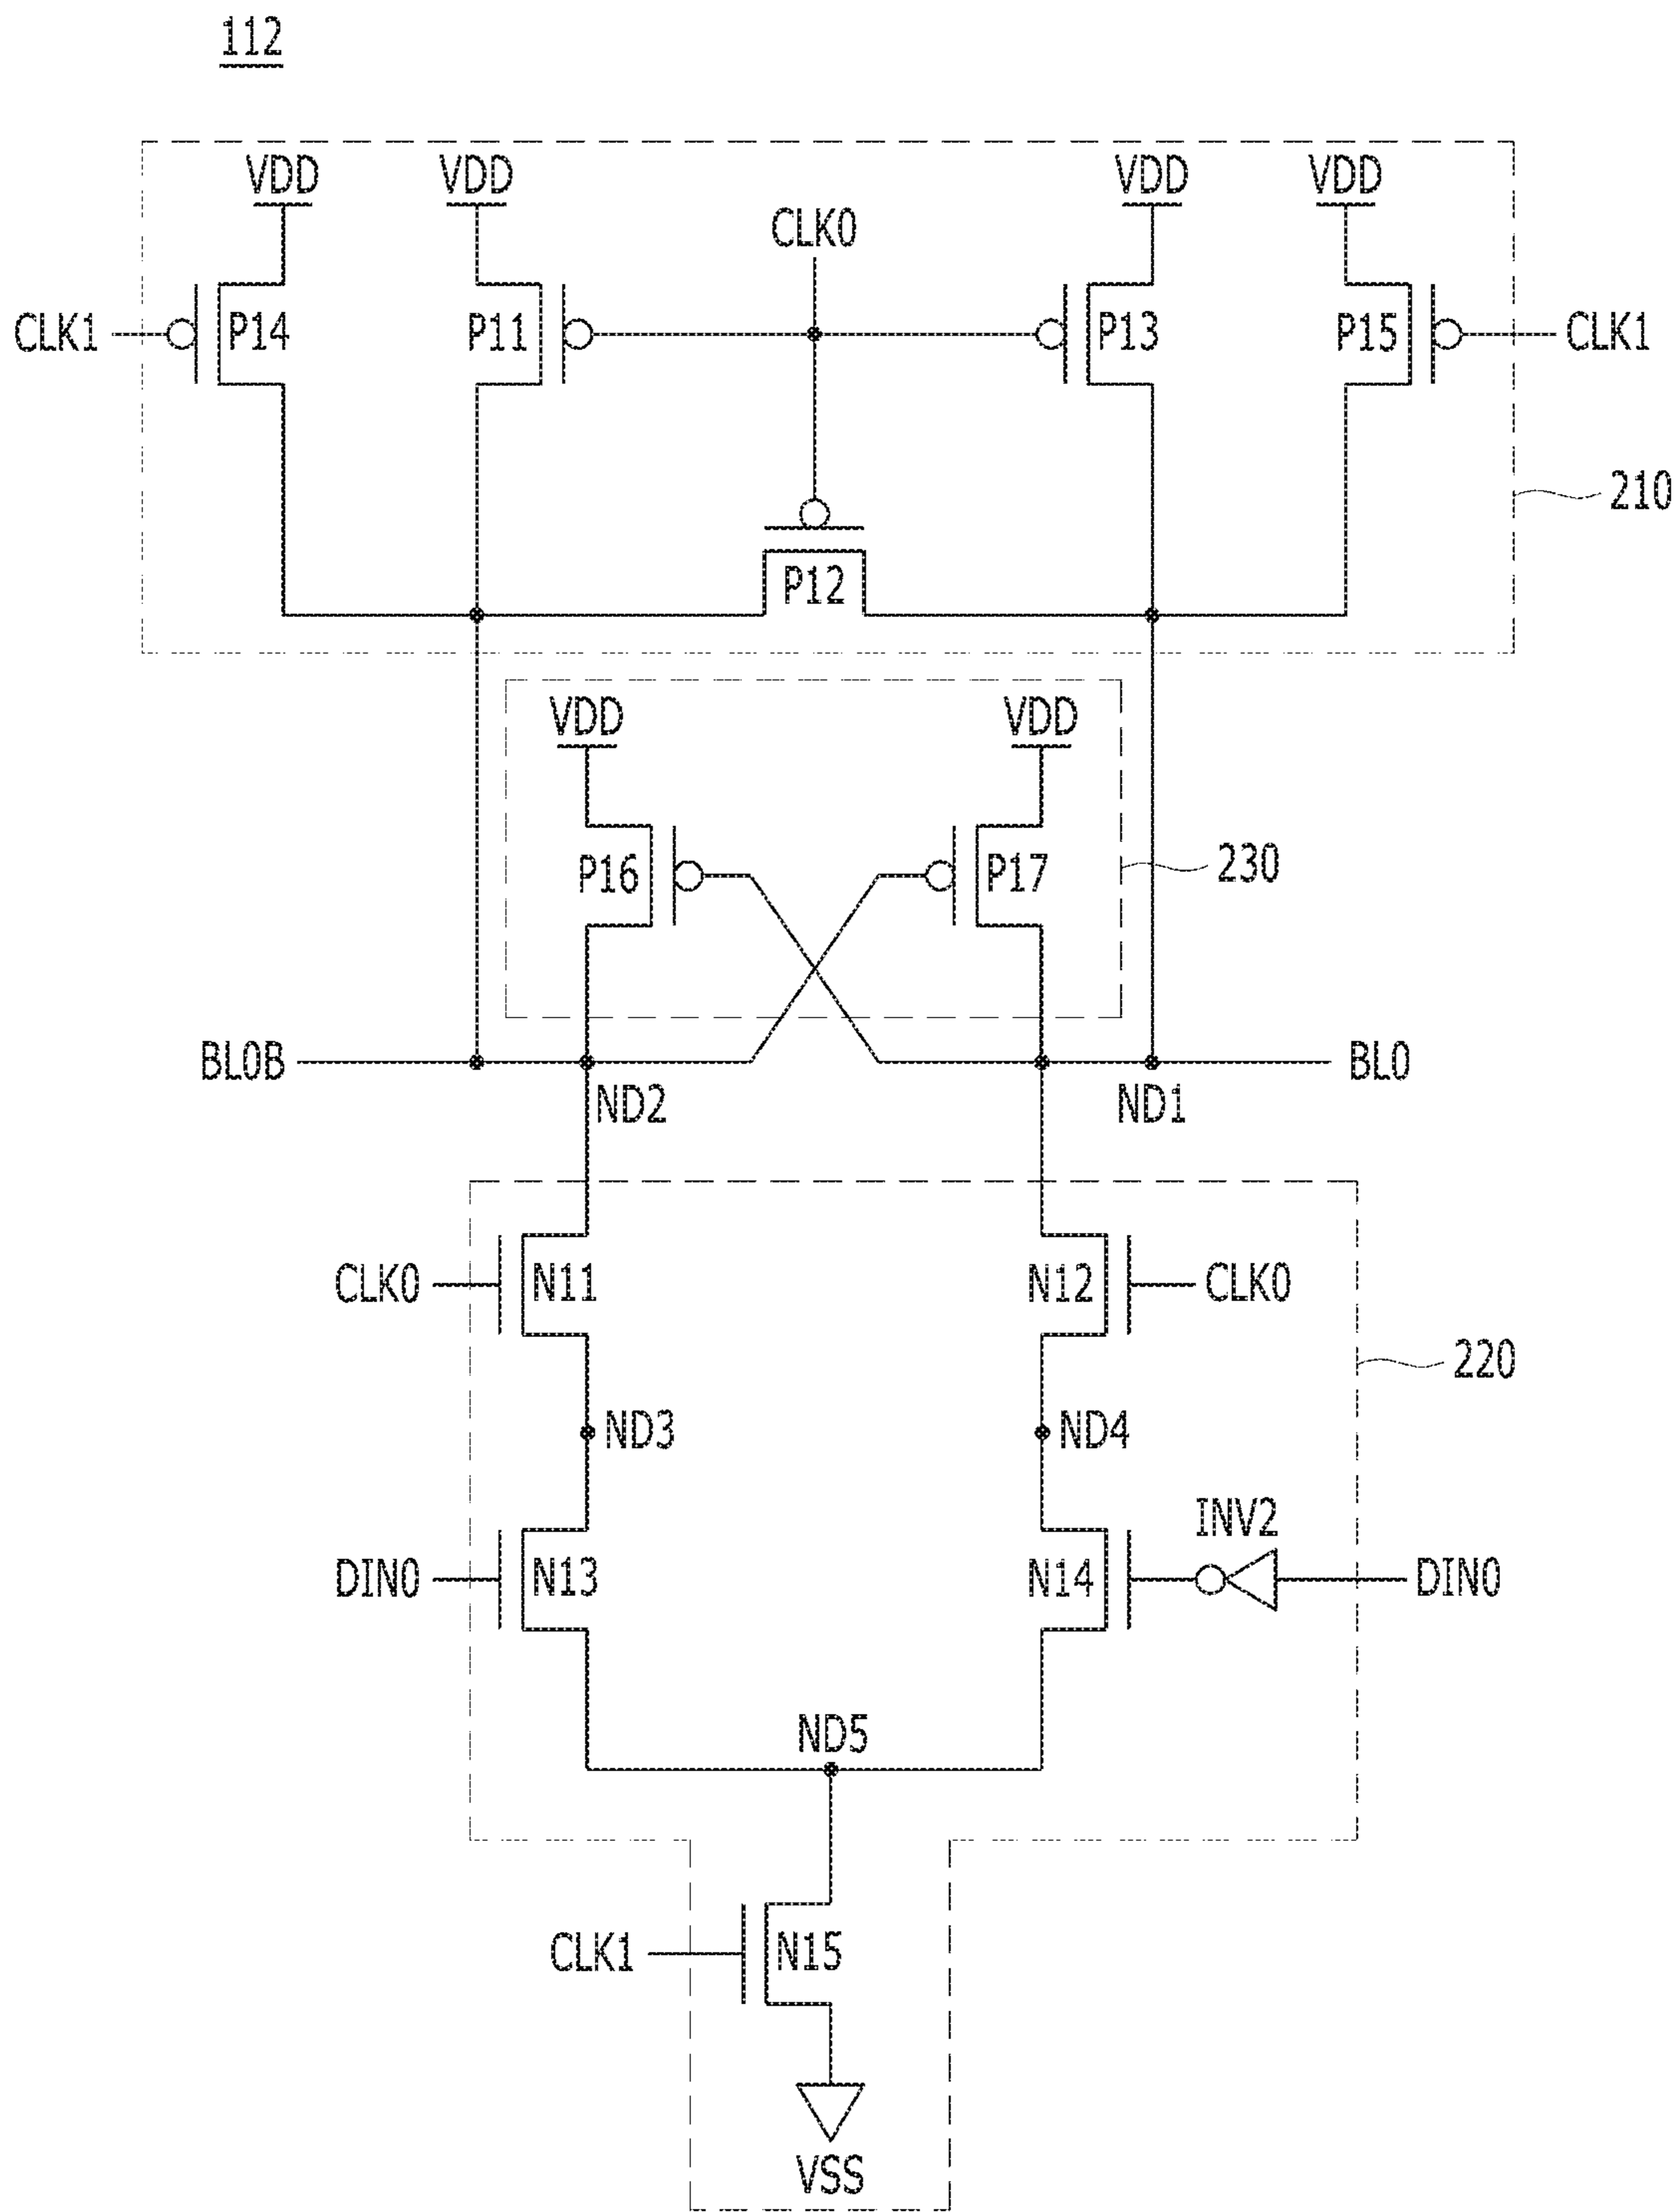 112
VDD VDD VDD VDD
CLK0
CLK1 P14 P11 P13 P15 CLK1
210
P12
VDD VDD
P16 P17 230
BL0B BL0
ND2 ND1
CLK0 N11 N12 CLK0
220
ND3 ND4
INV2
DIN0 N13 N14 DIN0
ND5
CLK1 N15
VSS